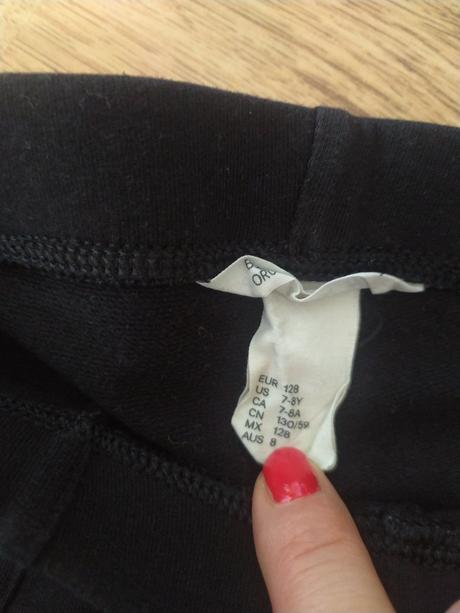 EUR 128
US 7-8Y
CA 7-8A
CN 130/59
MX 128
AUS 8